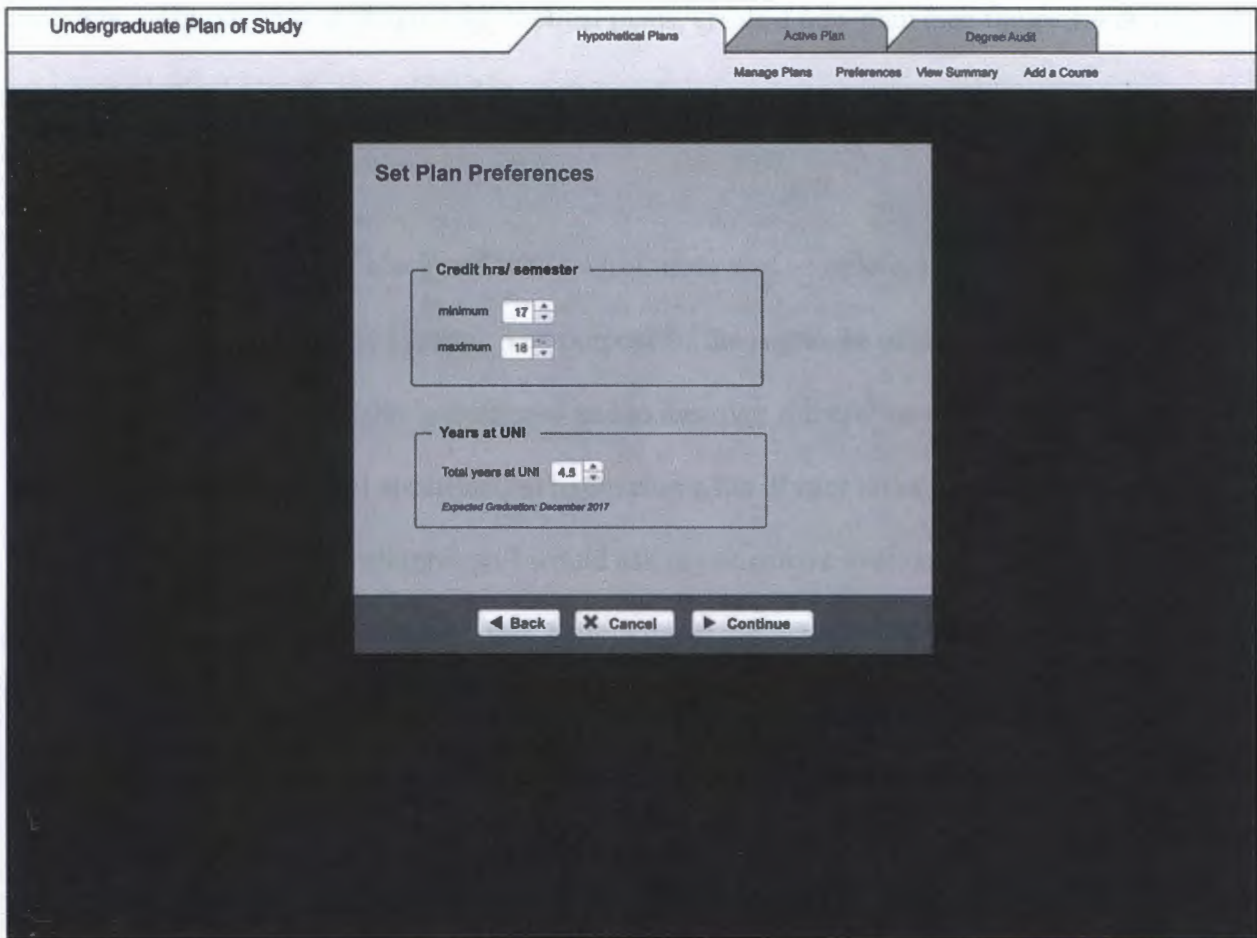 Undergraduate Plan of Study
Hypothetical Plans
Active Plan
Degree Audit
Manage Plans Preferences View Summary Add a Course
Set Plan Preferences
Credit hrs/ semester
minimum 17
maximum 18
Years at UNI
Total years at UNI 4.5
Expected Graduation: December 2017
Back Cancel Continue